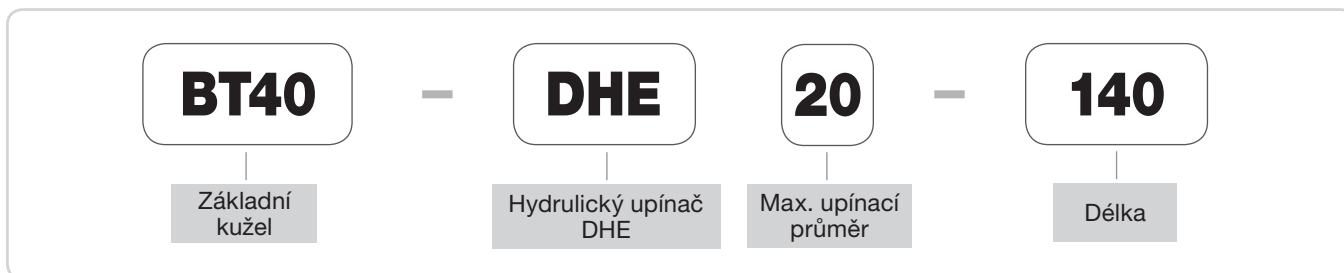 BT40 – DHE 20 – 140
Základní
kužel
Hydrulický upínač
DHE
Max. upínací
průměr
Délka